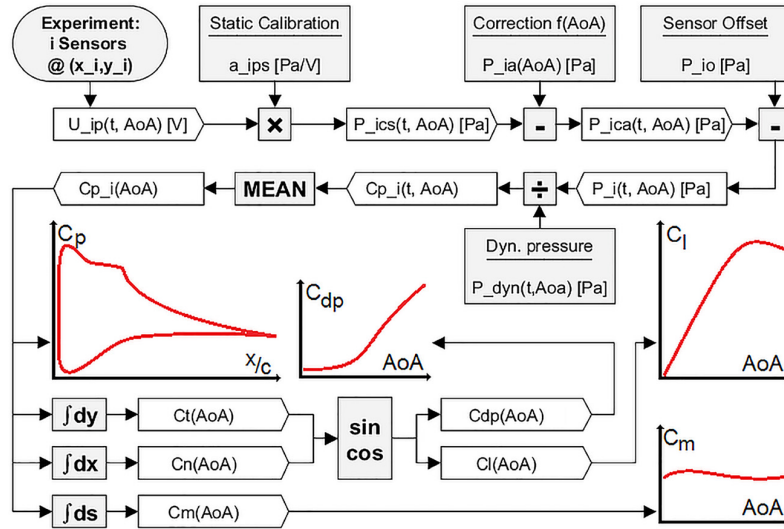 Experiment:
i Sensors
@ (x_i,y_i)
Static Calibration
a_ips [Pa/V]
Correction f(AoA)
P_ia(AoA) [Pa]
Sensor Offset
P_io [Pa]
U_ip(t, AoA) [V]
×
P_ics(t, AoA) [Pa]
-
P_ica(t, AoA) [Pa]
-
Cp_i(AoA)
MEAN
Cp_i(t, AoA)
÷
P_i(t, AoA) [Pa]
Dyn. pressure
P_dyn(t,Aoa) [Pa]
Cp
x/c
Cdp
AoA
Cl
AoA
∫dy
Ct(AoA)
sin
cos
Cdp(AoA)
∫dx
Cn(AoA)
Cl(AoA)
Cm
AoA
∫ds
Cm(AoA)